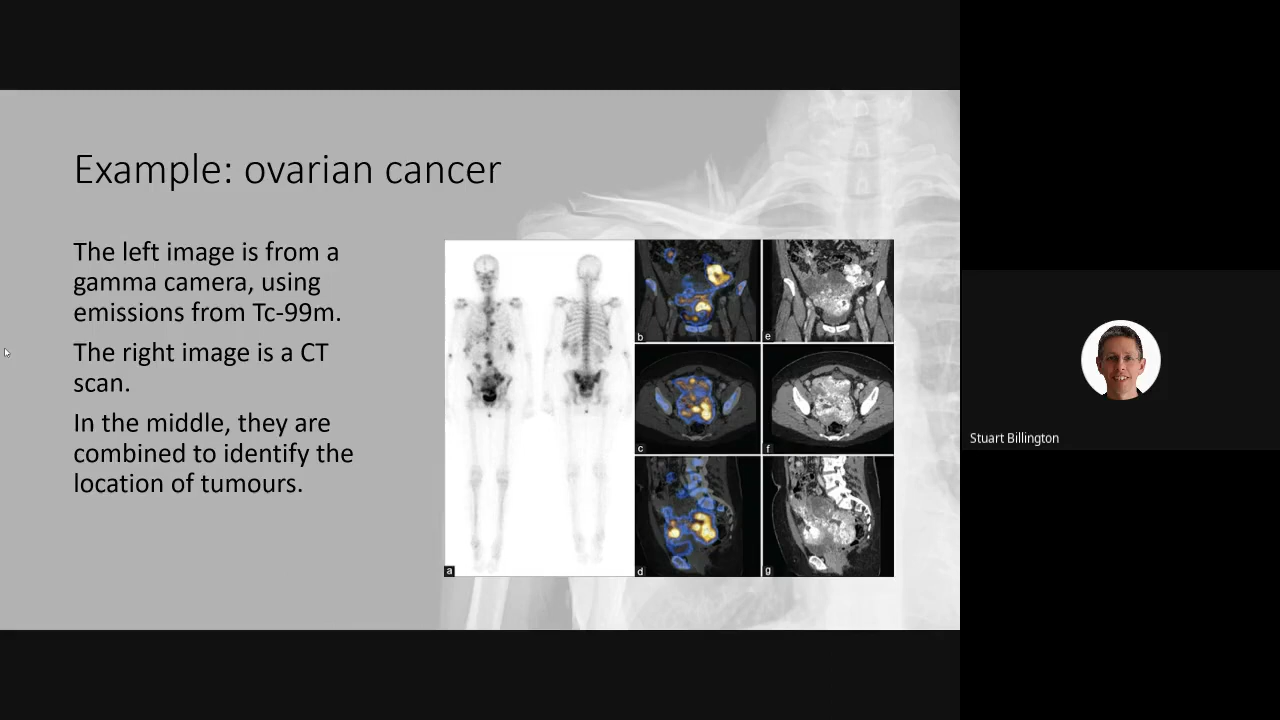 Example: ovarian cancer
The left image is from a
gamma camera, using
emissions from Tc-99m.
The right image is a CT
scan.
In the middle, they are
combined to identify the
location of tumours.
a
b
e
c
f
d
g
Stuart Billington